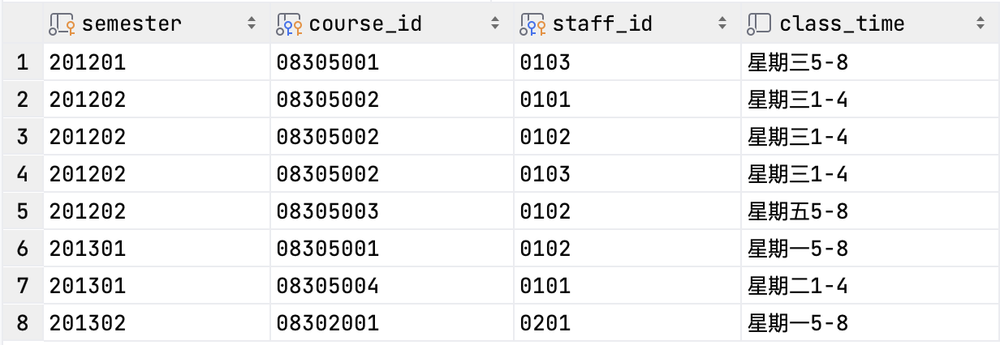 semester course_id staff_id class_time
1 201201 08305001 0103 星期三5-8
2 201202 08305002 0101 星期三1-4
3 201202 08305002 0102 星期三1-4
4 201202 08305002 0103 星期三1-4
5 201202 08305003 0102 星期五5-8
6 201301 08305001 0102 星期一5-8
7 201301 08305004 0101 星期二1-4
8 201302 08302001 0201 星期一5-8